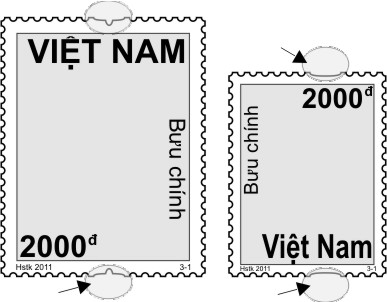 VIỆT NAM
Bưu chính
2000đ
Hstk 2011 3-1
2000đ
Bưu chính
Việt Nam
Hstk 2011 3-1